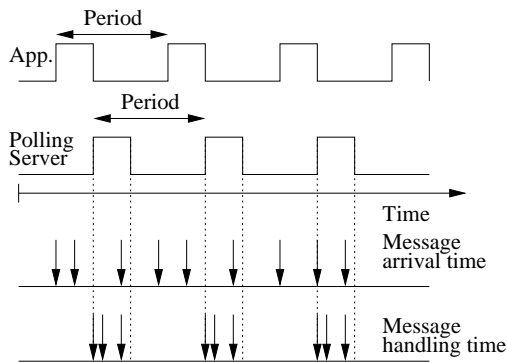 Period
App.
Period
Polling
Server
Time
Message
arrival time
Message
handling time